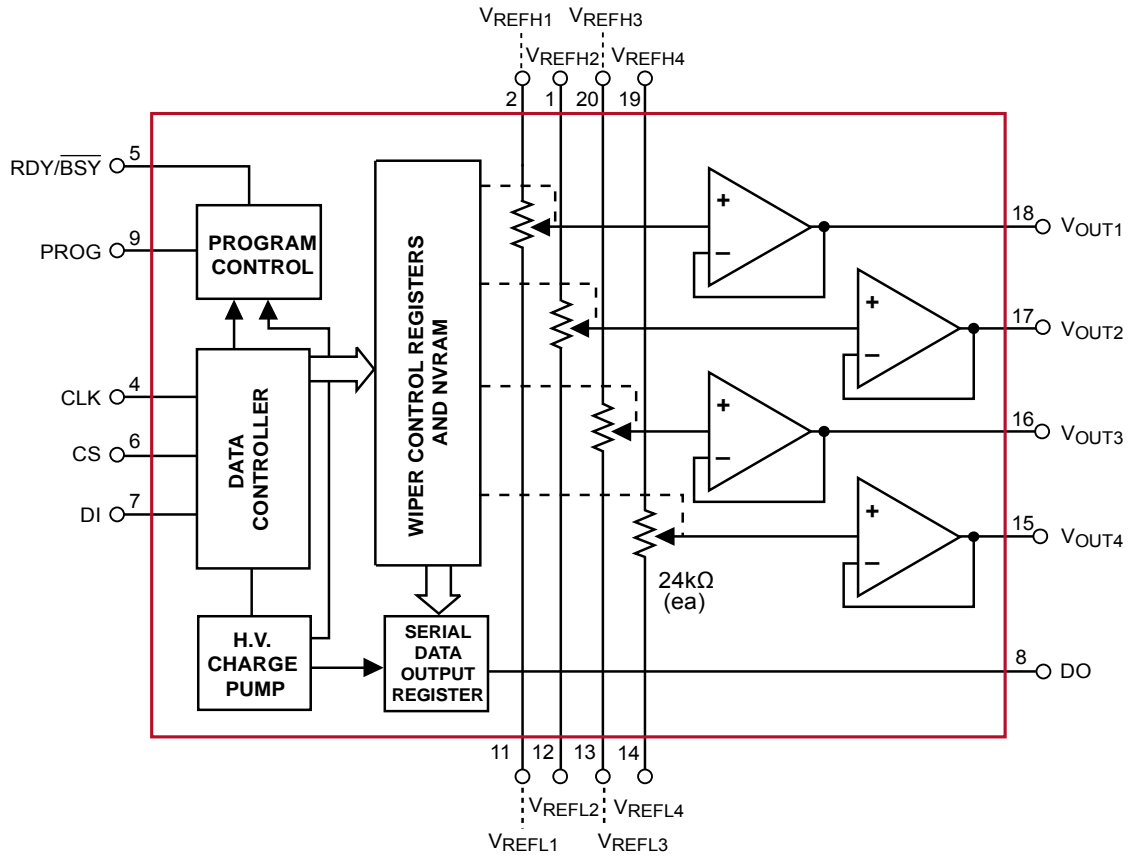 VREFH1 VREFH3
VREFH2 VREFH4
2 1 20 19
RDY/BSY 5
9
PROG
PROGRAM
CONTROL
WIPER CONTROL REGISTERS
AND NVRAM
DATA
CONTROLLER
4
CLK
6
CS
7
DI
H.V.
CHARGE
PUMP
SERIAL
DATA
OUTPUT
REGISTER
+
−
18 VOUT1
+
−
17 VOUT2
+
−
16 VOUT3
+
−
15 VOUT4
24kΩ
(ea)
8 DO
11 12 13 14
VREFL2 VREFL4
VREFL1 VREFL3